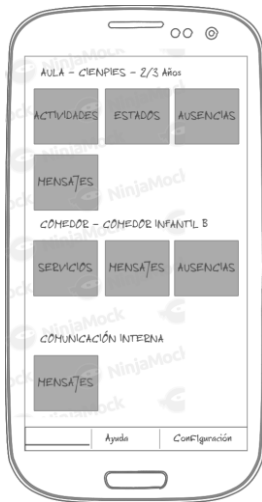 AULA - CIENPIES - 2/3 Años
ACTIVIDADES ESTADOS AUSENCIAS
MENSAJES
COMEDOR - COMEDOR INFANTIL B
SERVICIOS MENSAJES AUSENCIAS
COMUNICACIÓN INTERNA
MENSAJES
Ayuda Configuración